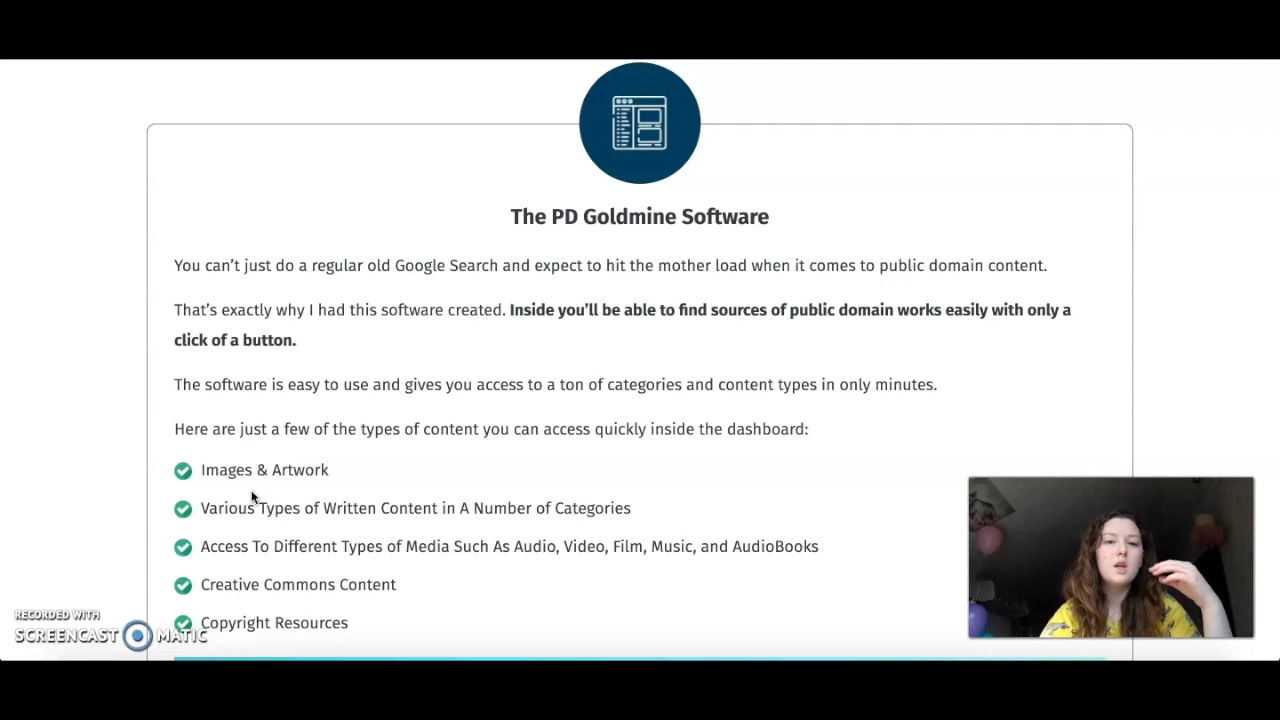 The PD Goldmine Software
You can't just do a regular old Google Search and expect to hit the mother load when it comes to public domain content.
That's exactly why I had this software created. Inside you'll be able to find sources of public domain works easily with only a
click of a button.
The software is easy to use and gives you access to a ton of categories and content types in only minutes.
Here are just a few of the types of content you can access quickly inside the dashboard:
Images & Artwork
Various Types of Written Content in A Number of Categories
Access To Different Types of Media Such As Audio, Video, Film, Music, and AudioBooks
Creative Commons Content
Copyright Resources
RECORDED WITH
SCREENCAST MATIC